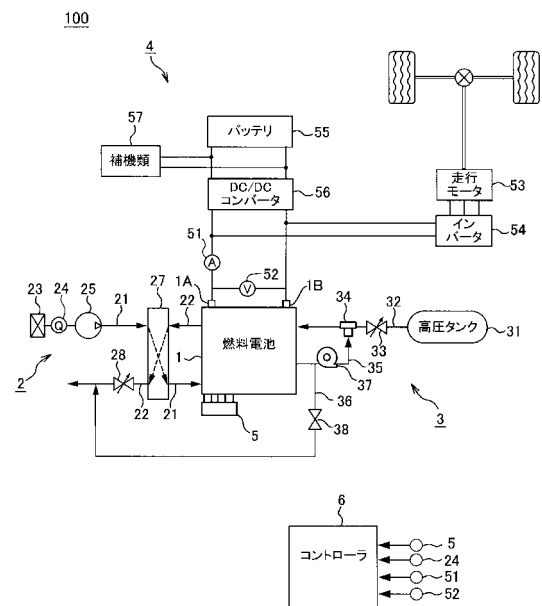 100
4
57
補機類
バッテリ
55
DC/DC
コンバータ
56
走行
モータ
53
イン
バータ
54
51
A
52
V
1A
1B
23
24
Q
25
21
27
22
1
燃料電池
34
32
33
高圧タンク
31
37
35
2
28
22
21
5
36
38
3
6
コントローラ
5
24
51
52